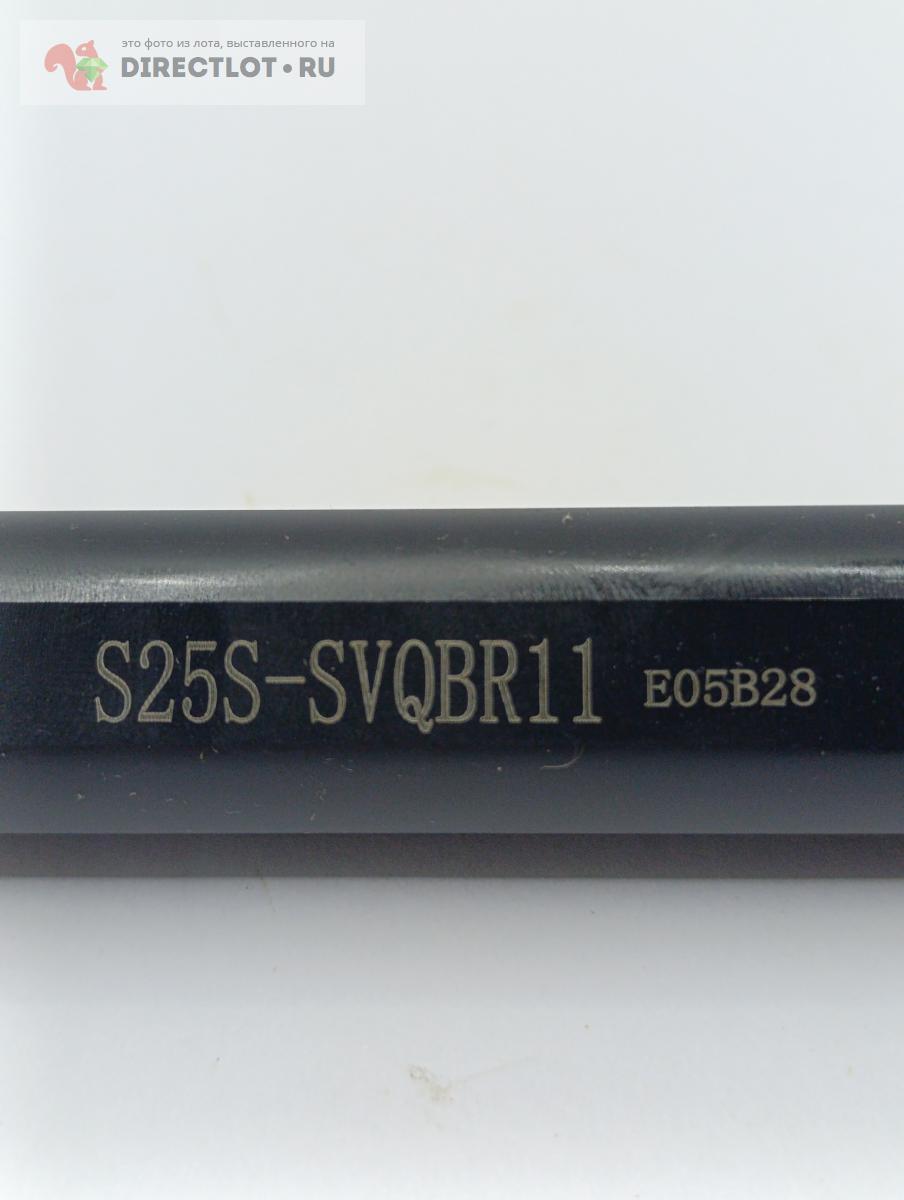 это фото из лота, выставленного на
DIRECTLOT•RU
S25S-SVQBR11 E05B28